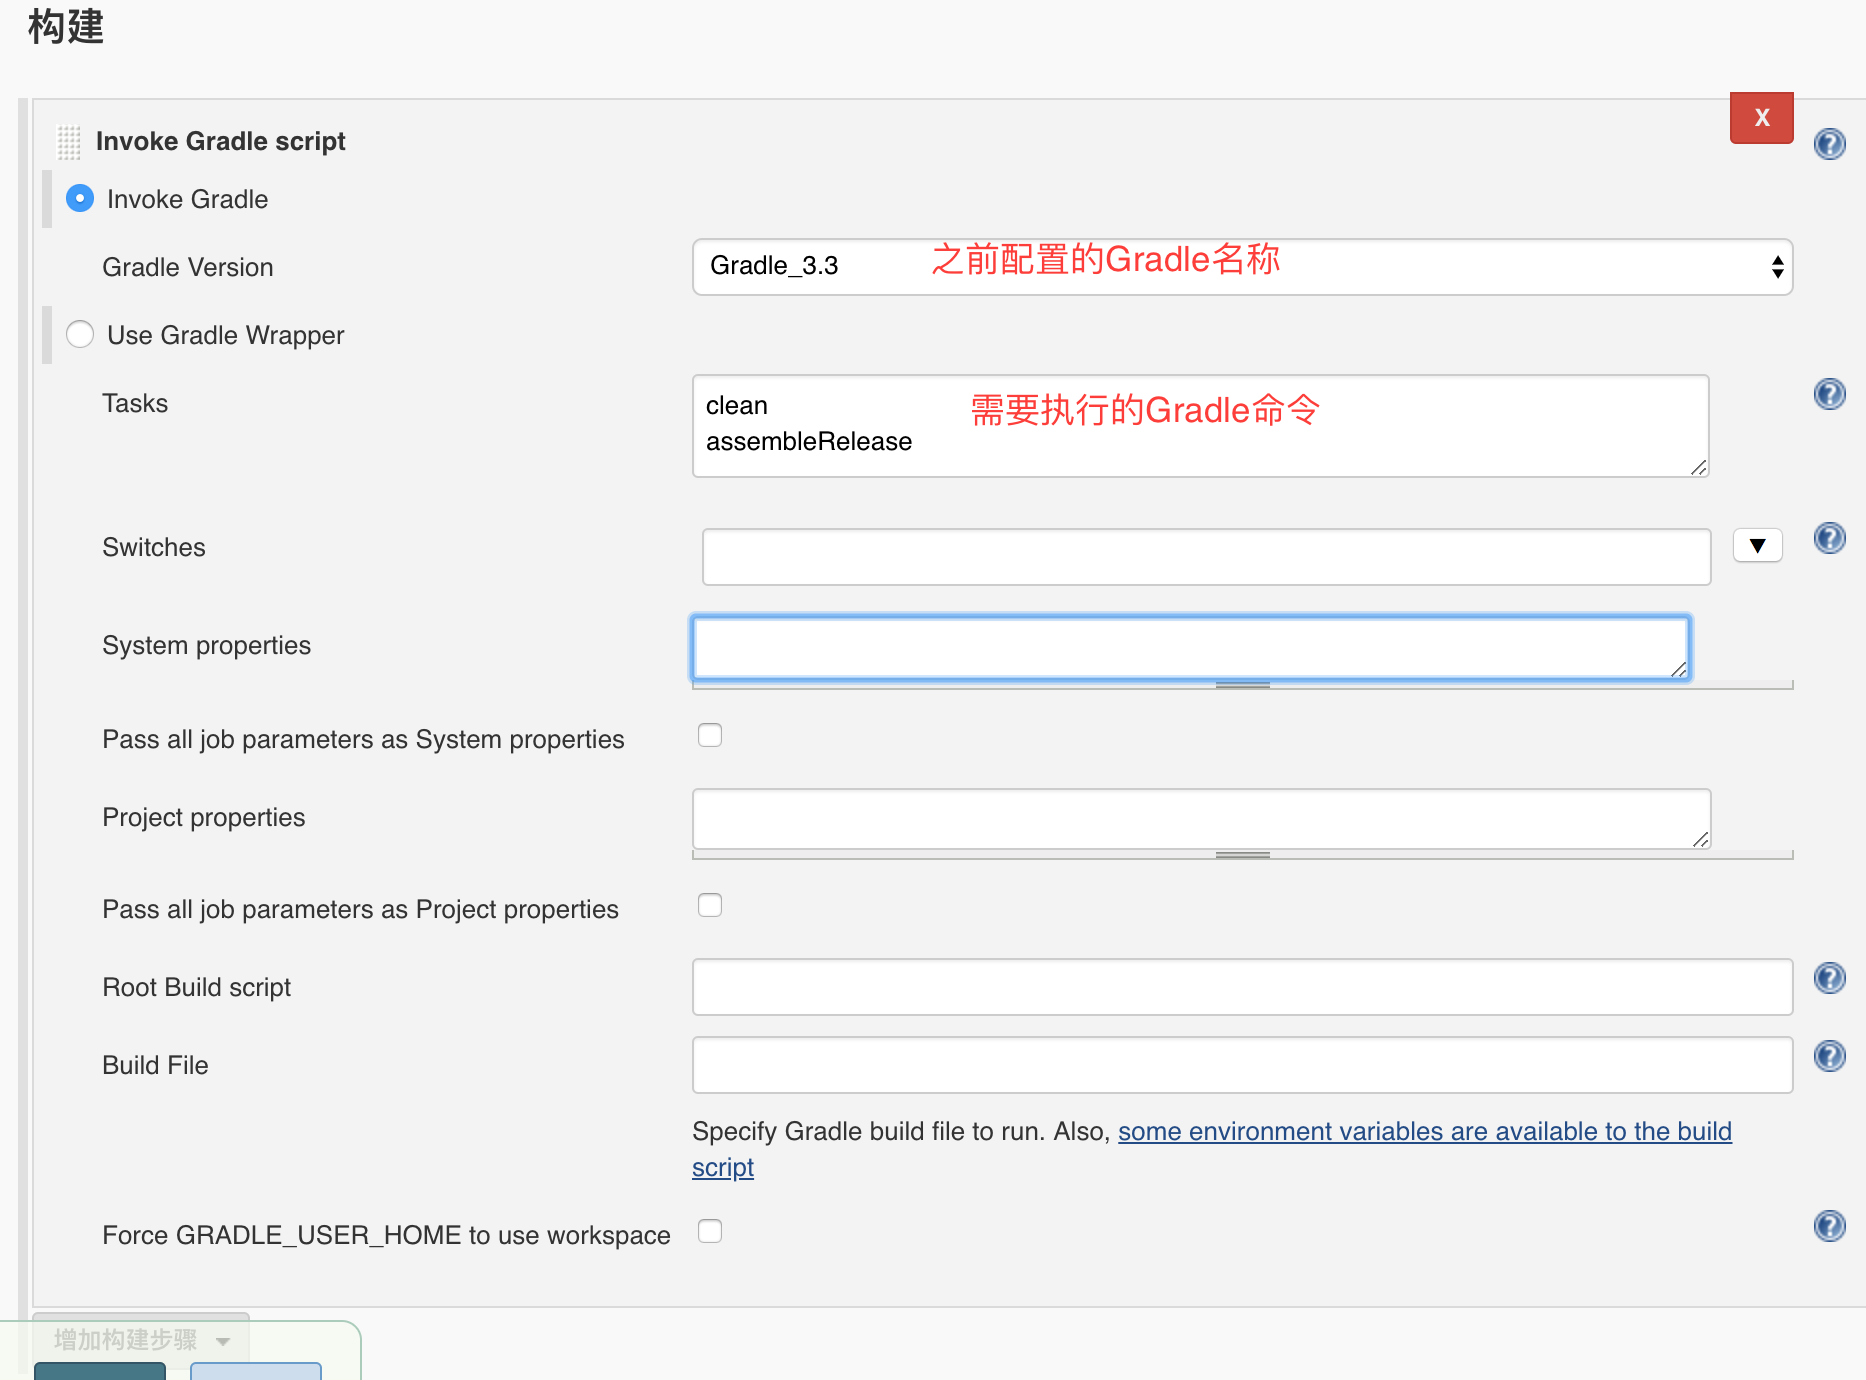 构建
Invoke Gradle script
X
Invoke Gradle
Gradle Version
Gradle_3.3
之前配置的Gradle名称
Use Gradle Wrapper
Tasks
clean
assembleRelease
需要执行的Gradle命令
Switches
System properties
Pass all job parameters as System properties
Project properties
Pass all job parameters as Project properties
Root Build script
Build File
Specify Gradle build file to run. Also, some environment variables are available to the build
script
Force GRADLE_USER_HOME to use workspace
增加构建步骤